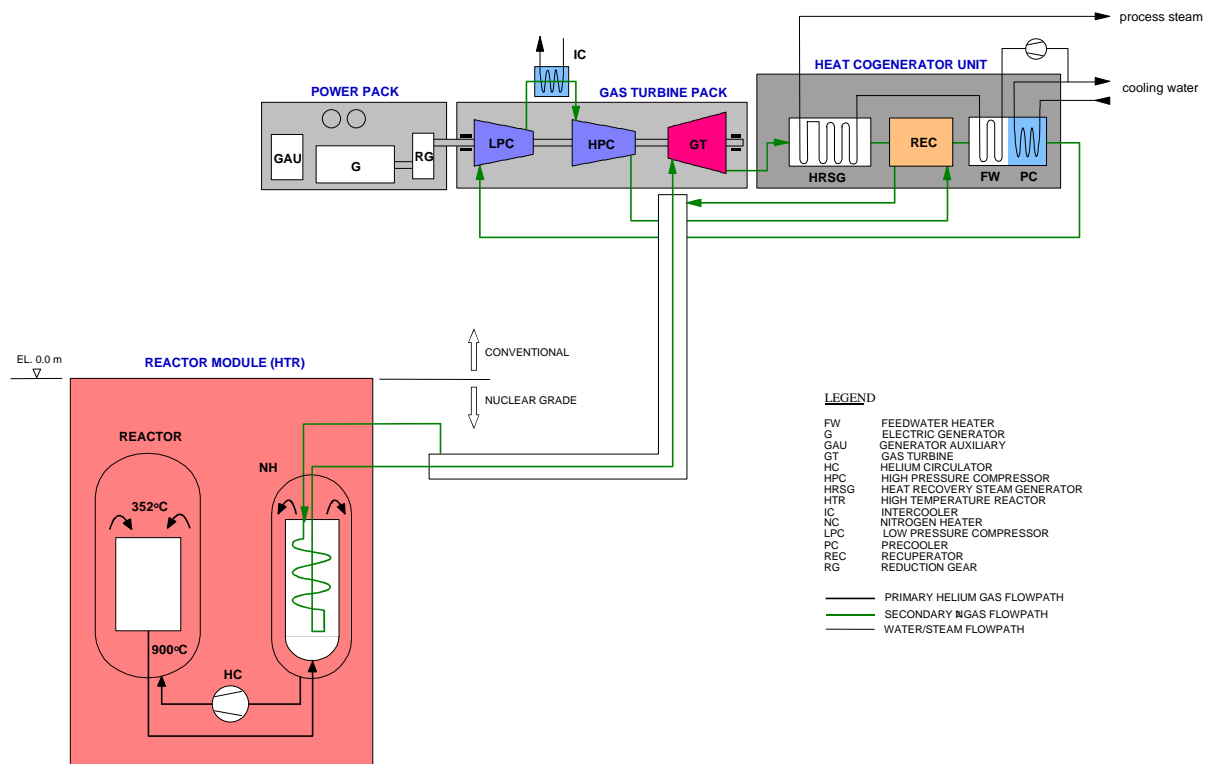 process steam
IC
HEAT COGENERATOR UNIT
cooling water
POWER PACK
GAS TURBINE PACK
GAU
G
RG
LPC
HPC
GT
HRSG
REC
FW
PC
EL. 0.0 m
REACTOR MODULE (HTR)
CONVENTIONAL
NUCLEAR GRADE
REACTOR
NH
352ºC
900ºC
HC
LEGEND
FW FEEDWATER HEATER
G ELECTRIC GENERATOR
GAU GENERATOR AUXILIARY
GT GAS TURBINE
HC HELIUM CIRCULATOR
HPC HIGH PRESSURE COMPRESSOR
HRSG HEAT RECOVERY STEAM GENERATOR
HTR HIGH TEMPERATURE REACTOR
IC INTERCOOLER
NC NITROGEN HEATER
LPC LOW PRESSURE COMPRESSOR
PC PRECOOLER
REC RECUPERATOR
RG REDUCTION GEAR
PRIMARY HELIUM GAS FLOWPATH
SECONDARY GAS FLOWPATH
WATER/STEAM FLOWPATH